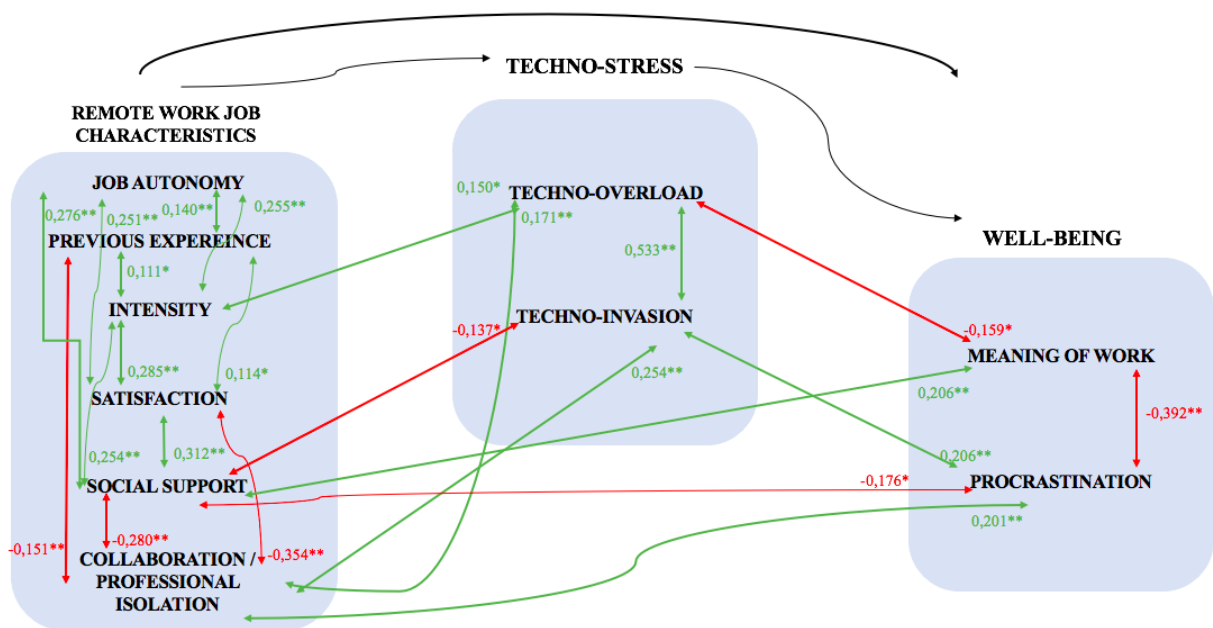 TECHNO-STRESS
REMOTE WORK JOB
CHARACTERISTICS
JOB AUTONOMY
0,276**
0,251**
0,140**
0,255**
PREVIOUS EXPEREINCE
0,111*
INTENSITY
0,285**
0,114*
SATISFACTION
0,254**
0,312**
SOCIAL SUPPORT
-0,151**
-0,280**
-0,354**
COLLABORATION /
PROFESSIONAL
ISOLATION
0,150*
TECHNO-OVERLOAD
0,171**
0,533**
TECHNO-INVASION
-0,137*
0,254**
WELL-BEING
-0,159*
MEANING OF WORK
0,206**
-0,392**
0,206**
PROCRASTINATION
-0,176*
0,201**